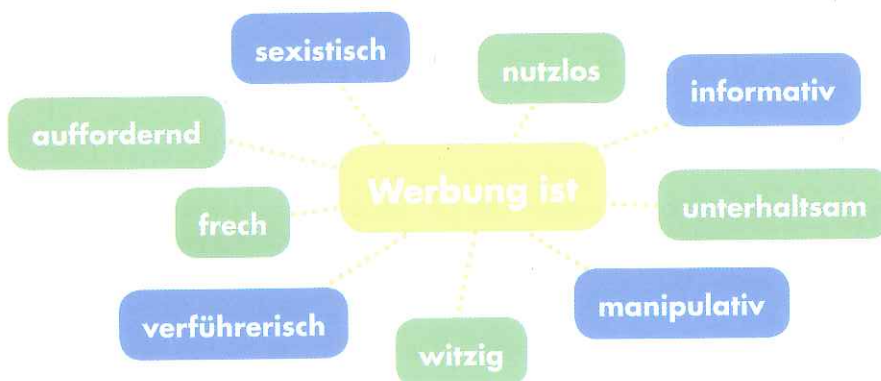 sexistisch
nutzlos
informativ
auffordernd
Werbung ist
unterhaltsam
frech
manipulativ
verführerisch
witzig